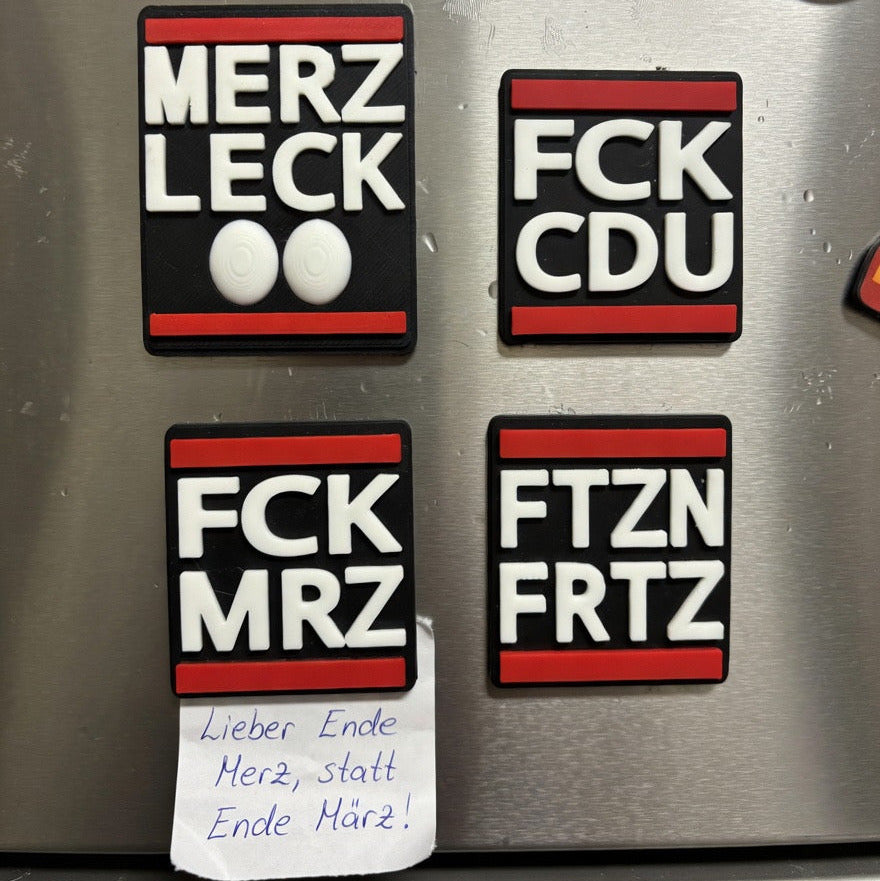 MERZ
LECK
FCK
CDU
FCK
MRZ
FTZN
FRTZ
Lieber Ende
Merz, statt
Ende März!